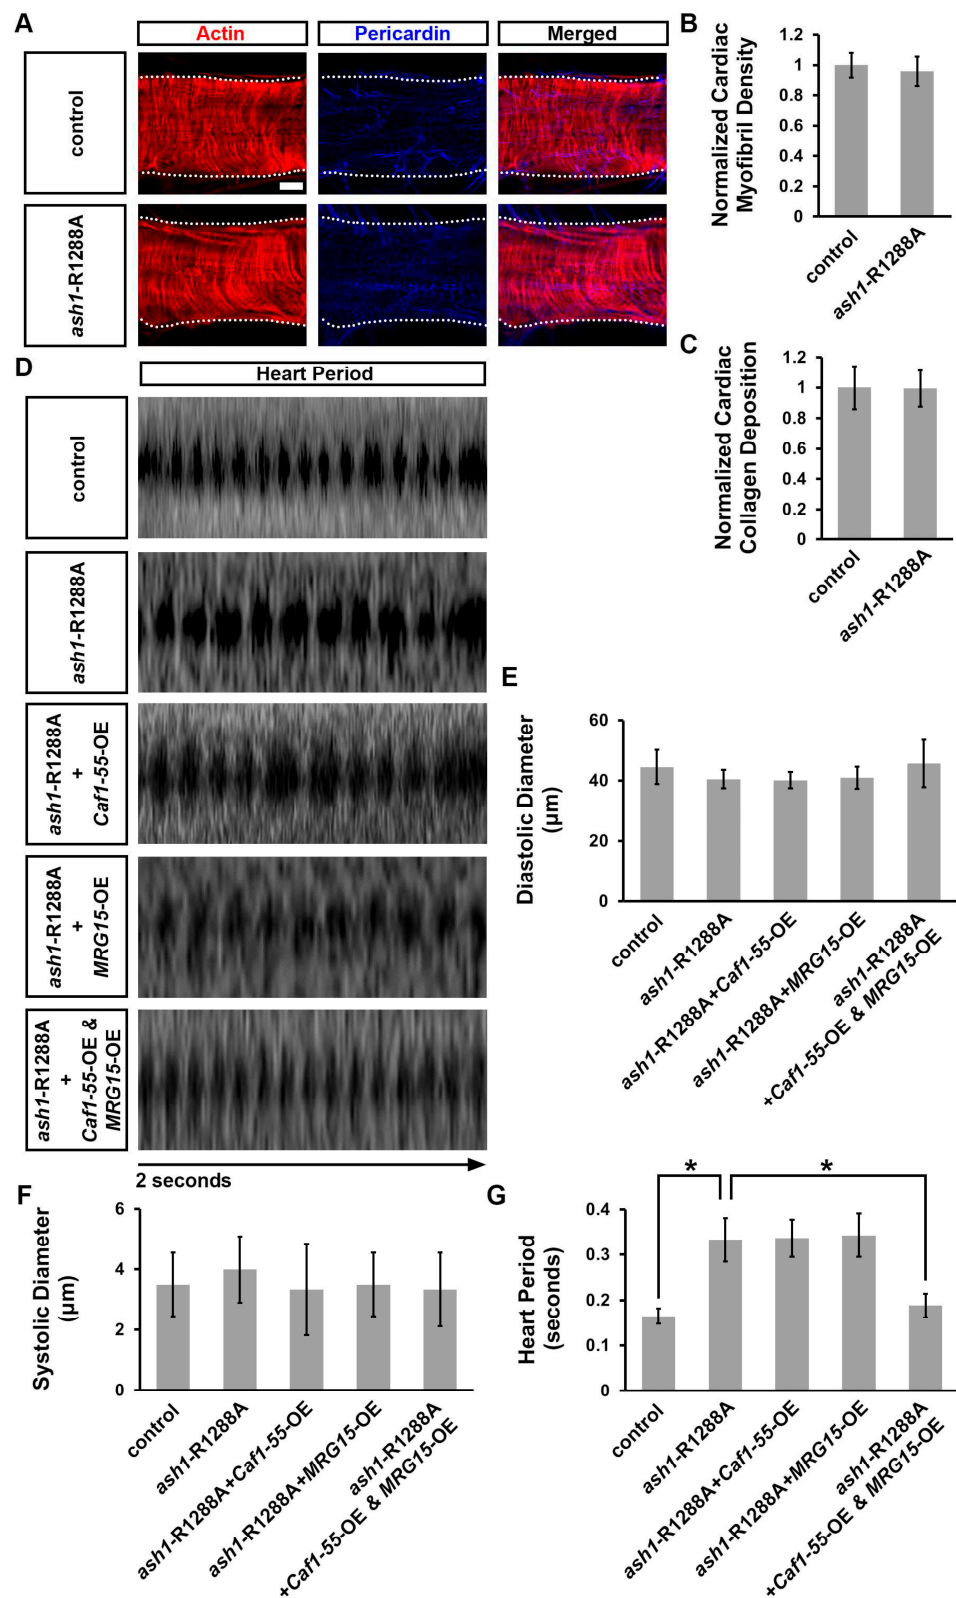 A
Actin
Pericardin
Merged
control
ash1-R1288A
B
Normalized Cardiac
Myofibril Density
1.2
1
0.8
0.6
0.4
0.2
0
control
ash1-R1288A
C
Normalized Cardiac
Collagen Deposition
1.2
1
0.8
0.6
0.4
0.2
0
control
ash1-R1288A
D
Heart Period
control
ash1-R1288A
ash1-R1288A
+
Caf1-55-OE
ash1-R1288A
+
MRG15-OE
ash1-R1288A
+
Caf1-55-OE &
MRG15-OE
2 seconds
E
Diastolic Diameter
(µm)
60
40
20
0
control
ash1-R1288A
ash1-R1288A+Caf1-55-OE
ash1-R1288A+MRG15-OE
ash1-R1288A
+Caf1-55-OE & MRG15-OE
F
Systolic Diameter
(µm)
6
4
2
0
control
ash1-R1288A
ash1-R1288A+Caf1-55-OE
ash1-R1288A+MRG15-OE
ash1-R1288A
+Caf1-55-OE & MRG15-OE
G
Heart Period
(seconds)
0.4
0.3
0.2
0.1
0
*
*
control
ash1-R1288A
ash1-R1288A+Caf1-55-OE
ash1-R1288A+MRG15-OE
ash1-R1288A
+Caf1-55-OE & MRG15-OE